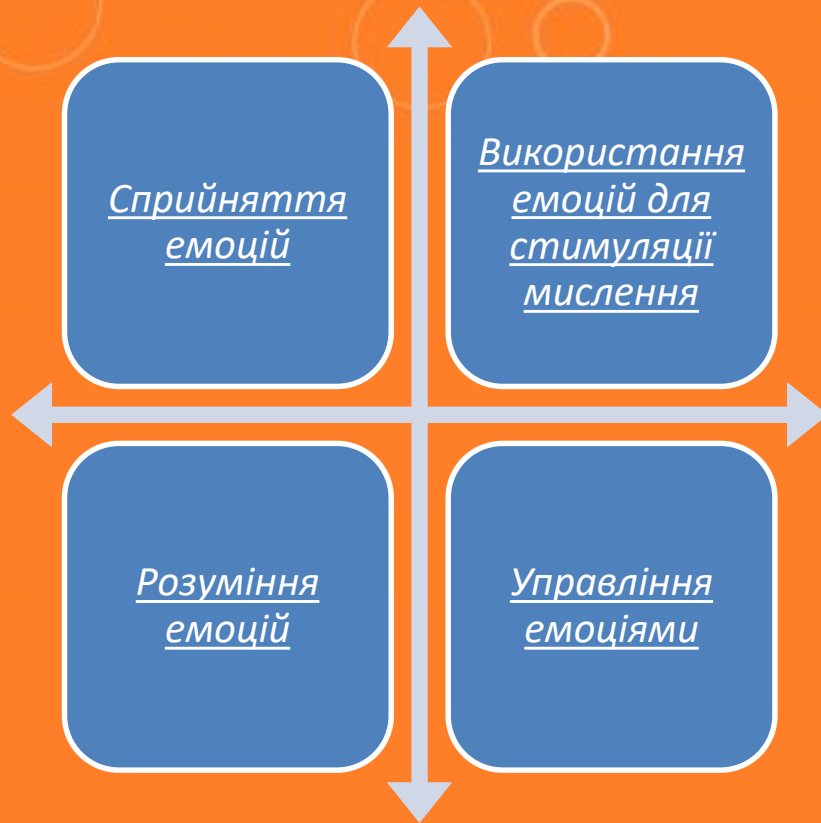 Сприйняття
емоцій
Використання
емоцій для
стимуляції
мислення
Розуміння
емоцій
Управління
емоціями